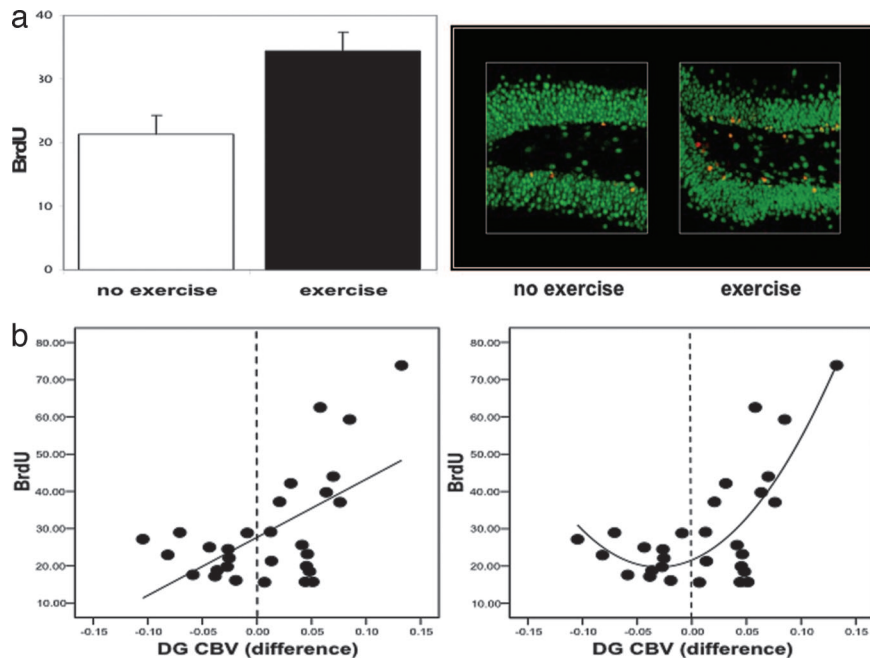 a
40
30
20
10
0
BrdU
no exercise
exercise
no exercise
exercise
b
80.00
70.00
60.00
50.00
40.00
30.00
20.00
10.00
BrdU
-0.15 -0.10 -0.05 0.00 0.05 0.10 0.15
DG CBV (difference)
80.00
70.00
60.00
50.00
40.00
30.00
20.00
10.00
BrdU
-0.15 -0.10 -0.05 0.00 0.05 0.10 0.15
DG CBV (difference)